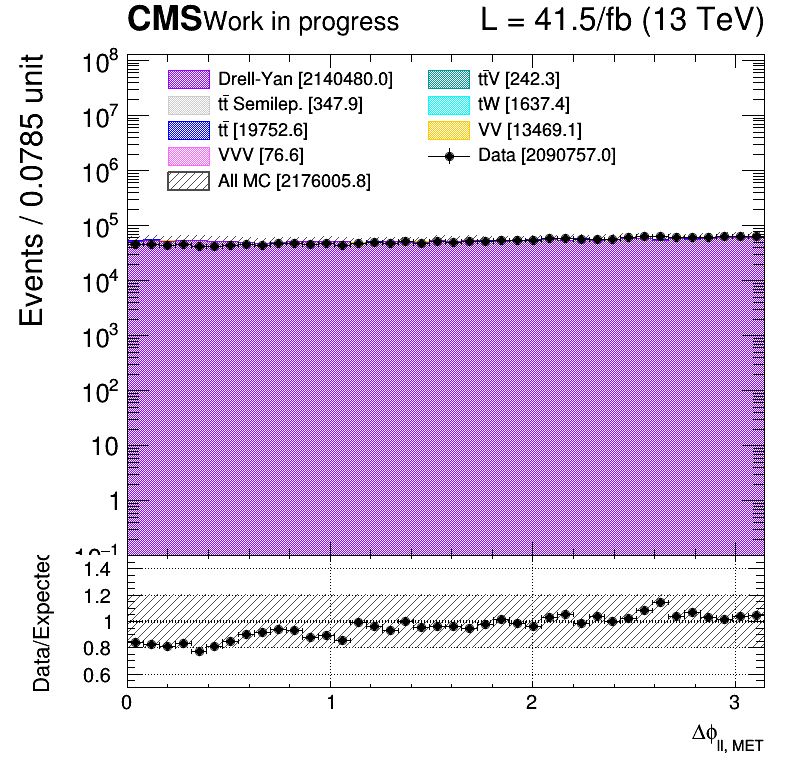 CMS Work in progress L = 41.5/fb (13 TeV)
Events / 0.0785 unit
10⁸
10⁷
10⁶
10⁵
10⁴
10³
10²
10
1
10⁻¹
Drell-Yan [2140480.0]
tt̄ Semilep. [347.9]
tt̄ [19752.6]
VVV [76.6]
All MC [2176005.8]
tt̄V [242.3]
tW [1637.4]
VV [13469.1]
Data [2090757.0]
Data/Expected
1.4
1.2
1
0.8
0.6
0 1 2 3
Δϕ_ll, MET